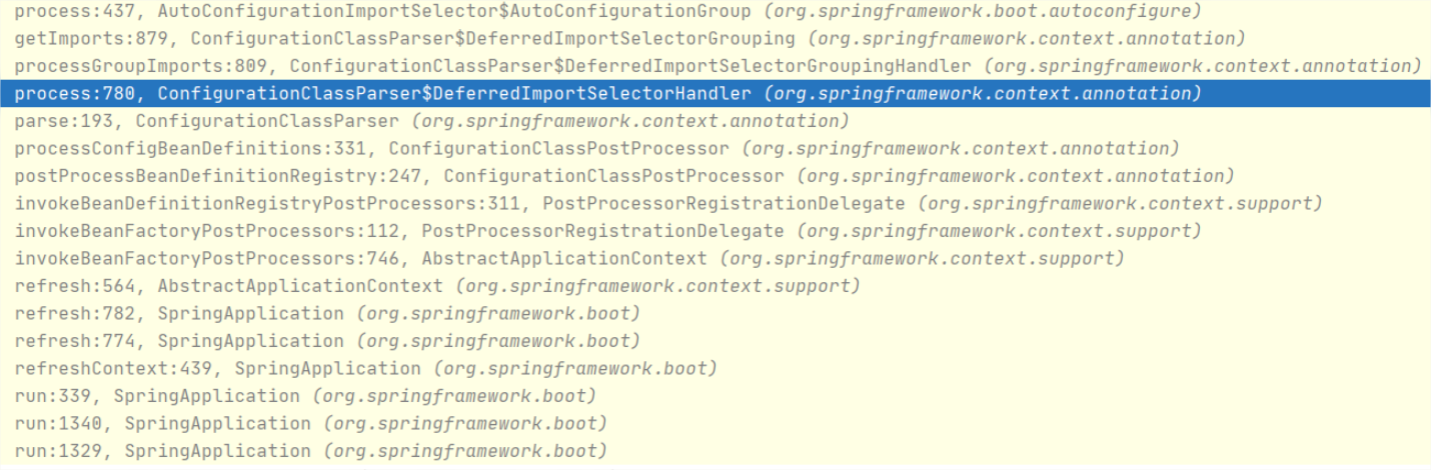 process:437, AutoConfigurationImportSelector$AutoConfigurationGroup (org.springframework.boot.autoconfigure)
getImports:879, ConfigurationClassParser$DeferredImportSelectorGrouping (org.springframework.context.annotation)
processGroupImports:809, ConfigurationClassParser$DeferredImportSelectorGroupingHandler (org.springframework.context.annotation)
process:780, ConfigurationClassParser$DeferredImportSelectorHandler (org.springframework.context.annotation)
parse:193, ConfigurationClassParser (org.springframework.context.annotation)
processConfigBeanDefinitions:331, ConfigurationClassPostProcessor (org.springframework.context.annotation)
postProcessBeanDefinitionRegistry:247, ConfigurationClassPostProcessor (org.springframework.context.annotation)
invokeBeanDefinitionRegistryPostProcessors:311, PostProcessorRegistrationDelegate (org.springframework.context.support)
invokeBeanFactoryPostProcessors:112, PostProcessorRegistrationDelegate (org.springframework.context.support)
invokeBeanFactoryPostProcessors:746, AbstractApplicationContext (org.springframework.context.support)
refresh:564, AbstractApplicationContext (org.springframework.context.support)
refresh:782, SpringApplication (org.springframework.boot)
refresh:774, SpringApplication (org.springframework.boot)
refreshContext:439, SpringApplication (org.springframework.boot)
run:339, SpringApplication (org.springframework.boot)
run:1340, SpringApplication (org.springframework.boot)
run:1329, SpringApplication (org.springframework.boot)